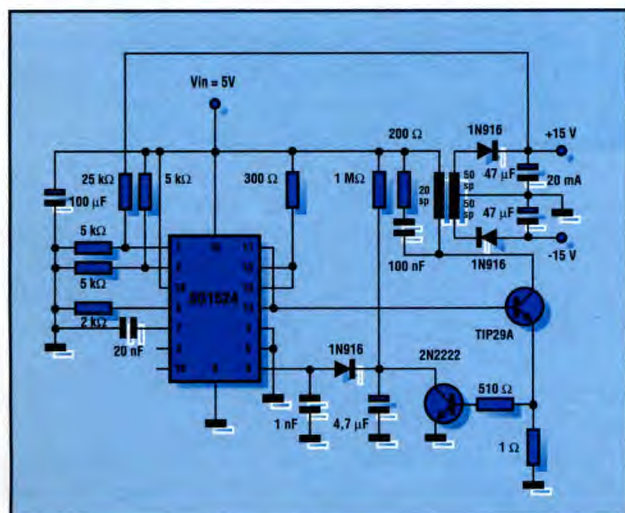 Vin = 5V
200 Ω
1N916
+15 V
25 kΩ
5 kΩ
300 Ω
1 MΩ
20 sp
50 sp
50 sp
47 µF
20 mA
100 µF
47 µF
5 kΩ
1N916
-15 V
100 nF
5 kΩ
SG1524
TIP29A
2 kΩ
20 nF
1N916
2N2222
510 Ω
1 nF
4,7 µF
1 Ω